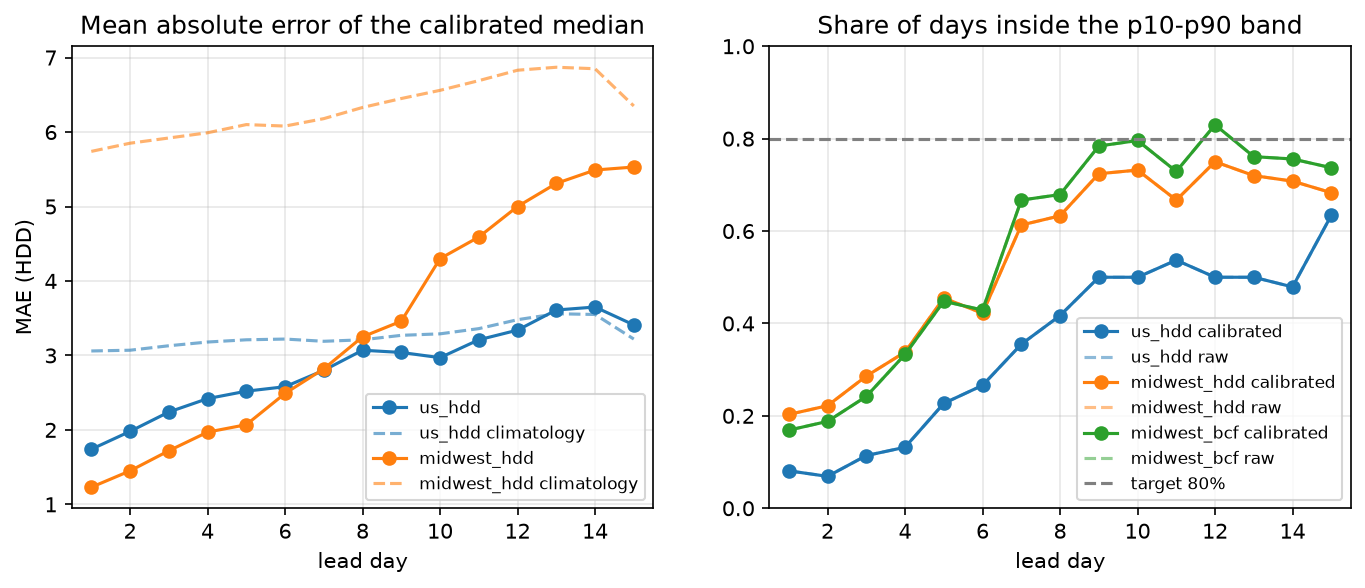 Mean absolute error of the calibrated median
7
6
5
4
3
2
1
MAE (HDD)
2 4 6 8 10 12 14
lead day
us_hdd
us_hdd climatology
midwest_hdd
midwest_hdd climatology
Share of days inside the p10-p90 band
1.0
0.8
0.6
0.4
0.2
0.0
2 4 6 8 10 12 14
lead day
us_hdd calibrated
us_hdd raw
midwest_hdd calibrated
midwest_hdd raw
midwest_bcf calibrated
midwest_bcf raw
target 80%